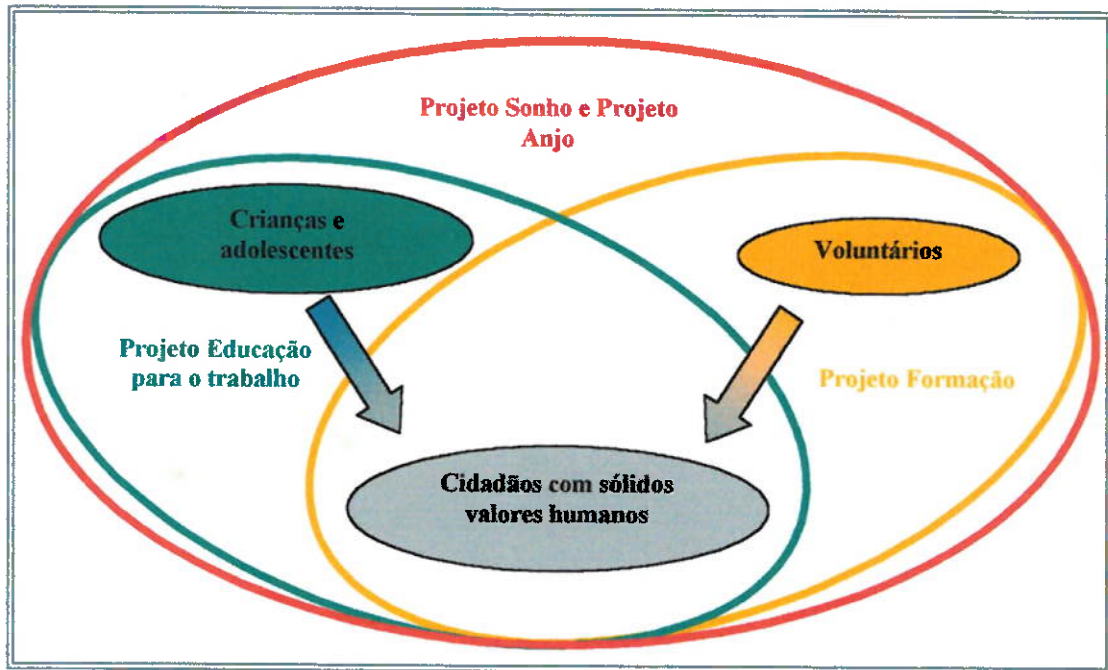 Projeto Sonho e Projeto
Anjo
Crianças e
adolescentes
Voluntários
Projeto Educação
para o trabalho
Projeto Formação
Cidadãos com sólidos
valores humanos